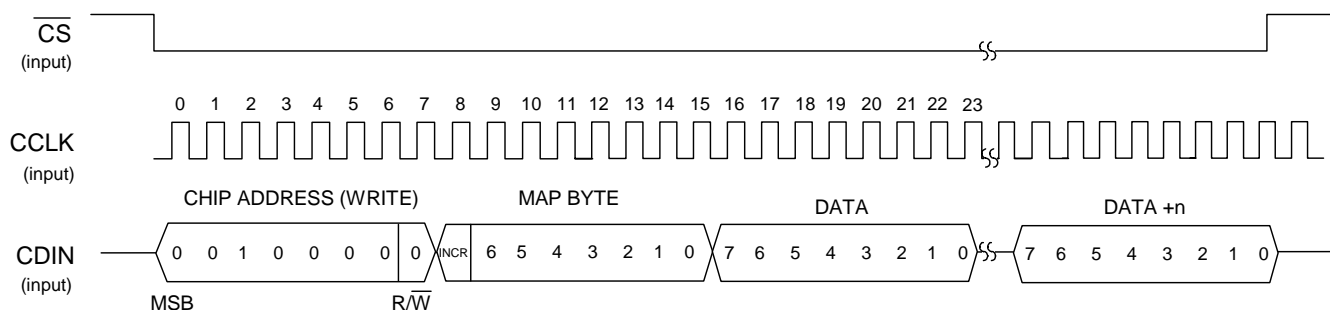 CS
(input)
0 1 2 3 4 5 6 7 8 9 10 11 12 13 14 15 16 17 18 19 20 21 22 23
CCLK
(input)
CHIP ADDRESS (WRITE) MAP BYTE DATA DATA +n
CDIN
(input)
0 0 1 0 0 0 0 0 INCR 6 5 4 3 2 1 0 7 6 5 4 3 2 1 0 7 6 5 4 3 2 1 0
MSB R/W